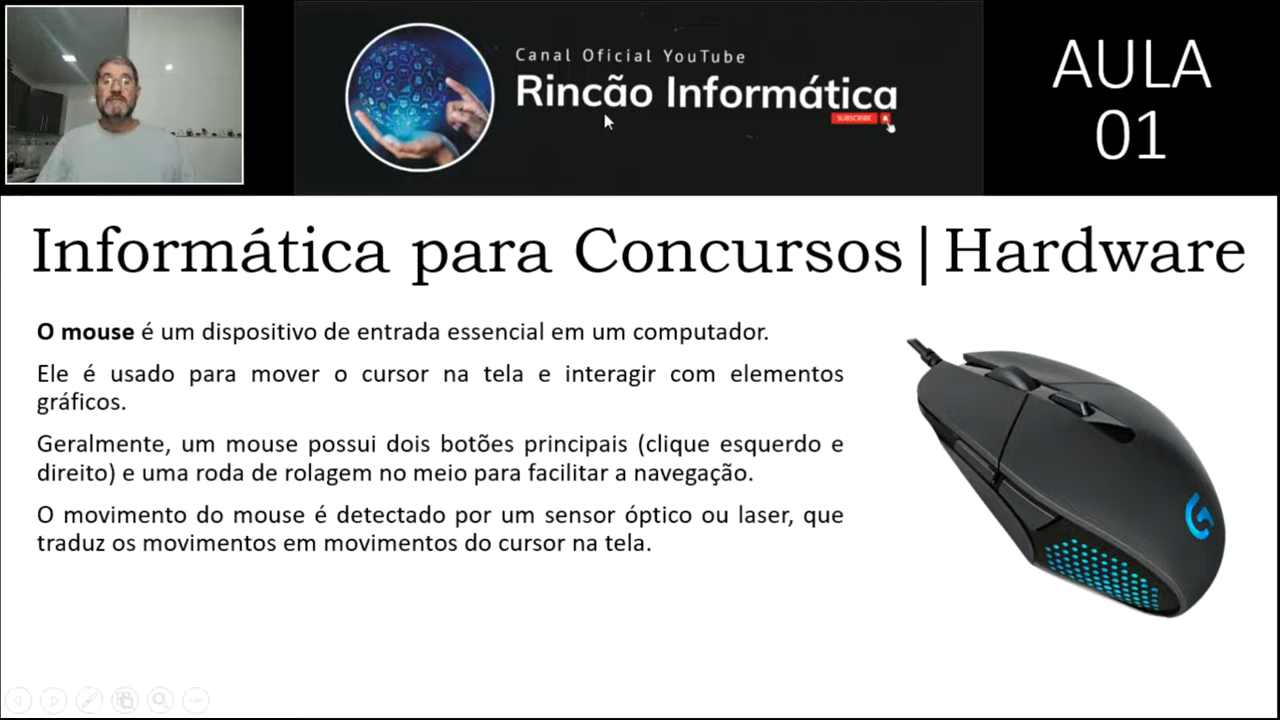 Canal Oficial YouTube
Rincão Informática
SUBSCRIBE
AULA
01
Informática para Concursos|Hardware
O mouse é um dispositivo de entrada essencial em um computador.
Ele é usado para mover o cursor na tela e interagir com elementos
gráficos.
Geralmente, um mouse possui dois botões principais (clique esquerdo e
direito) e uma roda de rolagem no meio para facilitar a navegação.
O movimento do mouse é detectado por um sensor óptico ou laser, que
traduz os movimentos em movimentos do cursor na tela.